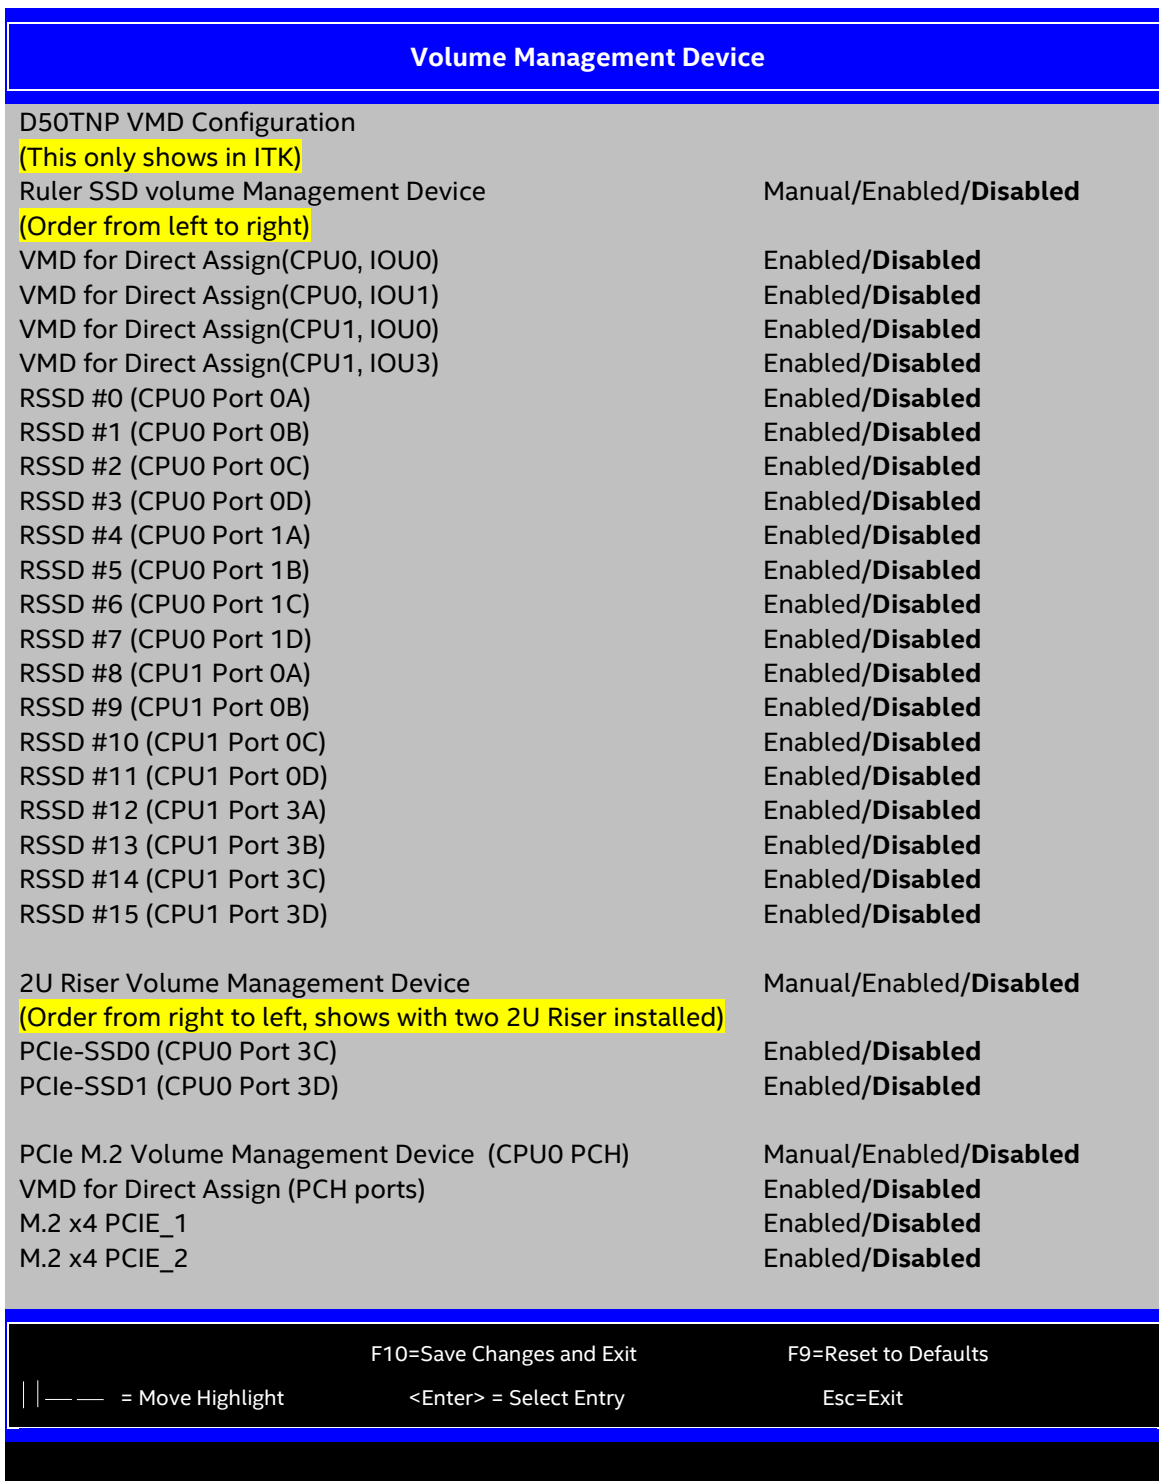 Volume Management Device
D50TNP VMD Configuration
(This only shows in ITK)
Ruler SSD volume Management Device Manual/Enabled/Disabled
(Order from left to right)
VMD for Direct Assign(CPU0, IOU0) Enabled/Disabled
VMD for Direct Assign(CPU0, IOU1) Enabled/Disabled
VMD for Direct Assign(CPU1, IOU0) Enabled/Disabled
VMD for Direct Assign(CPU1, IOU3) Enabled/Disabled
RSSD #0 (CPU0 Port 0A) Enabled/Disabled
RSSD #1 (CPU0 Port 0B) Enabled/Disabled
RSSD #2 (CPU0 Port 0C) Enabled/Disabled
RSSD #3 (CPU0 Port 0D) Enabled/Disabled
RSSD #4 (CPU0 Port 1A) Enabled/Disabled
RSSD #5 (CPU0 Port 1B) Enabled/Disabled
RSSD #6 (CPU0 Port 1C) Enabled/Disabled
RSSD #7 (CPU0 Port 1D) Enabled/Disabled
RSSD #8 (CPU1 Port 0A) Enabled/Disabled
RSSD #9 (CPU1 Port 0B) Enabled/Disabled
RSSD #10 (CPU1 Port 0C) Enabled/Disabled
RSSD #11 (CPU1 Port 0D) Enabled/Disabled
RSSD #12 (CPU1 Port 3A) Enabled/Disabled
RSSD #13 (CPU1 Port 3B) Enabled/Disabled
RSSD #14 (CPU1 Port 3C) Enabled/Disabled
RSSD #15 (CPU1 Port 3D) Enabled/Disabled
2U Riser Volume Management Device Manual/Enabled/Disabled
(Order from right to left, shows with two 2U Riser installed)
PCIe-SSD0 (CPU0 Port 3C) Enabled/Disabled
PCIe-SSD1 (CPU0 Port 3D) Enabled/Disabled
PCIe M.2 Volume Management Device (CPU0 PCH) Manual/Enabled/Disabled
VMD for Direct Assign (PCH ports) Enabled/Disabled
M.2 x4 PCIE_1 Enabled/Disabled
M.2 x4 PCIE_2 Enabled/Disabled
F10=Save Changes and Exit F9=Reset to Defaults
= Move Highlight <Enter> = Select Entry Esc=Exit